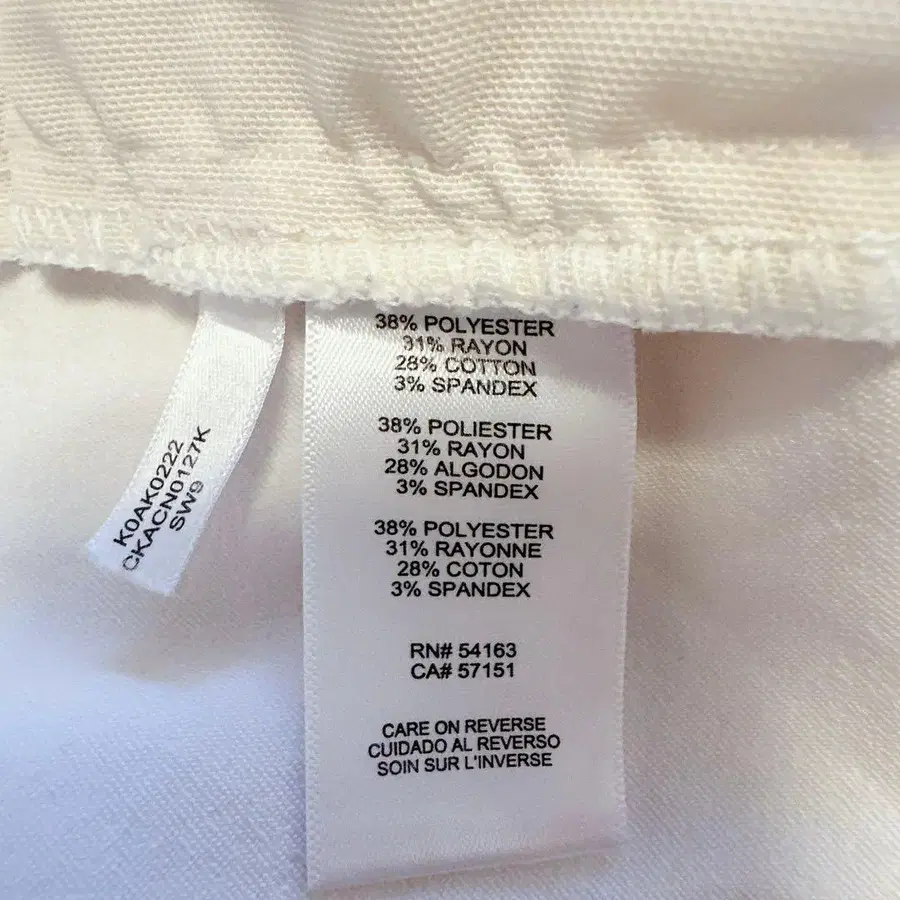 K0AK0222
CKACN0127K
SW9
38% POLYESTER
31% RAYON
28% COTTON
3% SPANDEX
38% POLIESTER
31% RAYON
28% ALGODON
3% SPANDEX
38% POLYESTER
31% RAYONNE
28% COTON
3% SPANDEX
RN# 54163
CA# 57151
CARE ON REVERSE
CUIDADO AL REVERSO
SOIN SUR L'INVERSE